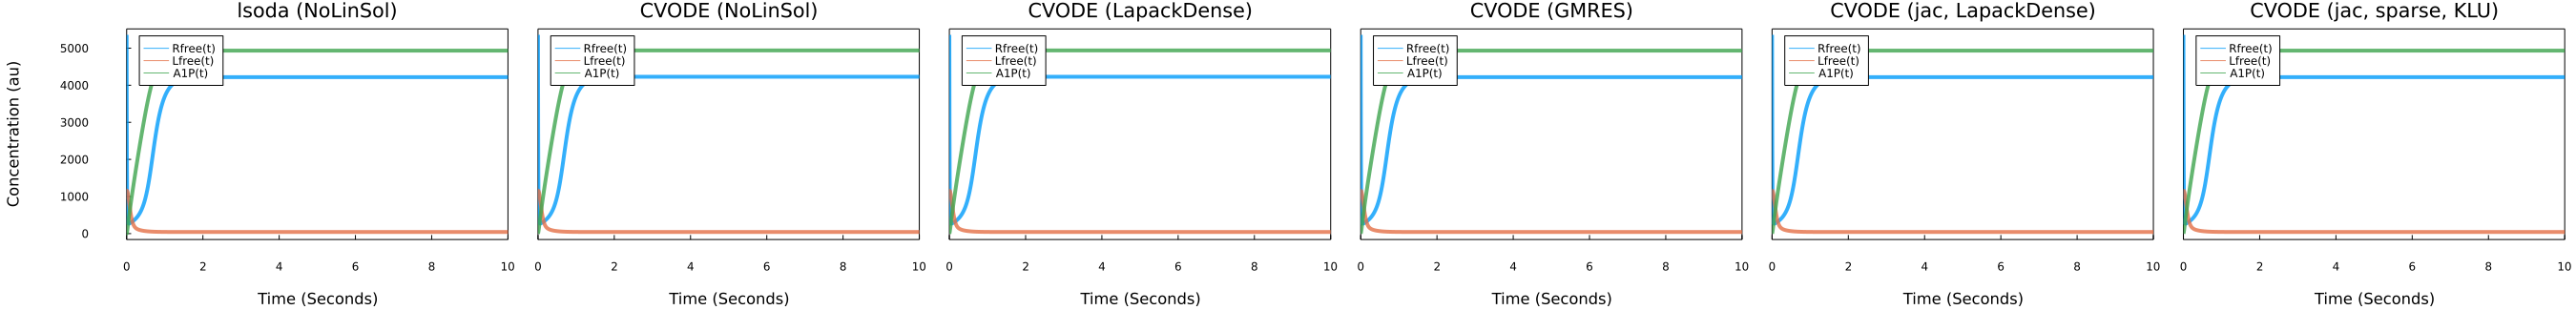 lsoda (NoLinSol)
CVODE (NoLinSol)
CVODE (LapackDense)
CVODE (GMRES)
CVODE (jac, LapackDense)
CVODE (jac, sparse, KLU)
Concentration (au)
5000
4000
3000
2000
1000
0
Rfree(t)
Lfree(t)
A1P(t)
0 2 4 6 8 10
Time (Seconds)
Rfree(t)
Lfree(t)
A1P(t)
0 2 4 6 8 10
Time (Seconds)
Rfree(t)
Lfree(t)
A1P(t)
0 2 4 6 8 10
Time (Seconds)
Rfree(t)
Lfree(t)
A1P(t)
0 2 4 6 8 10
Time (Seconds)
Rfree(t)
Lfree(t)
A1P(t)
0 2 4 6 8 10
Time (Seconds)
Rfree(t)
Lfree(t)
A1P(t)
0 2 4 6 8 10
Time (Seconds)